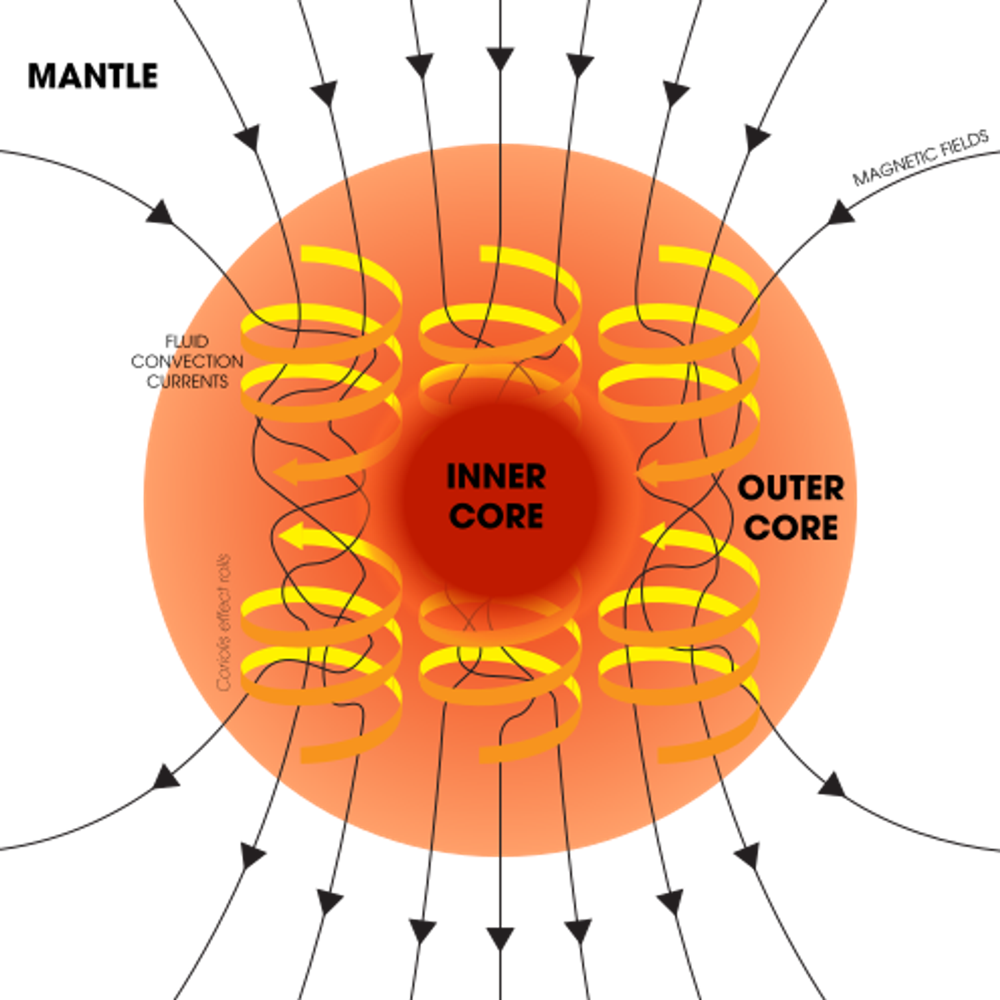 MANTLE
MAGNETIC FIELDS
FLUID
CONVECTION
CURRENTS
INNER
CORE
OUTER
CORE
Coriolis effect rolls